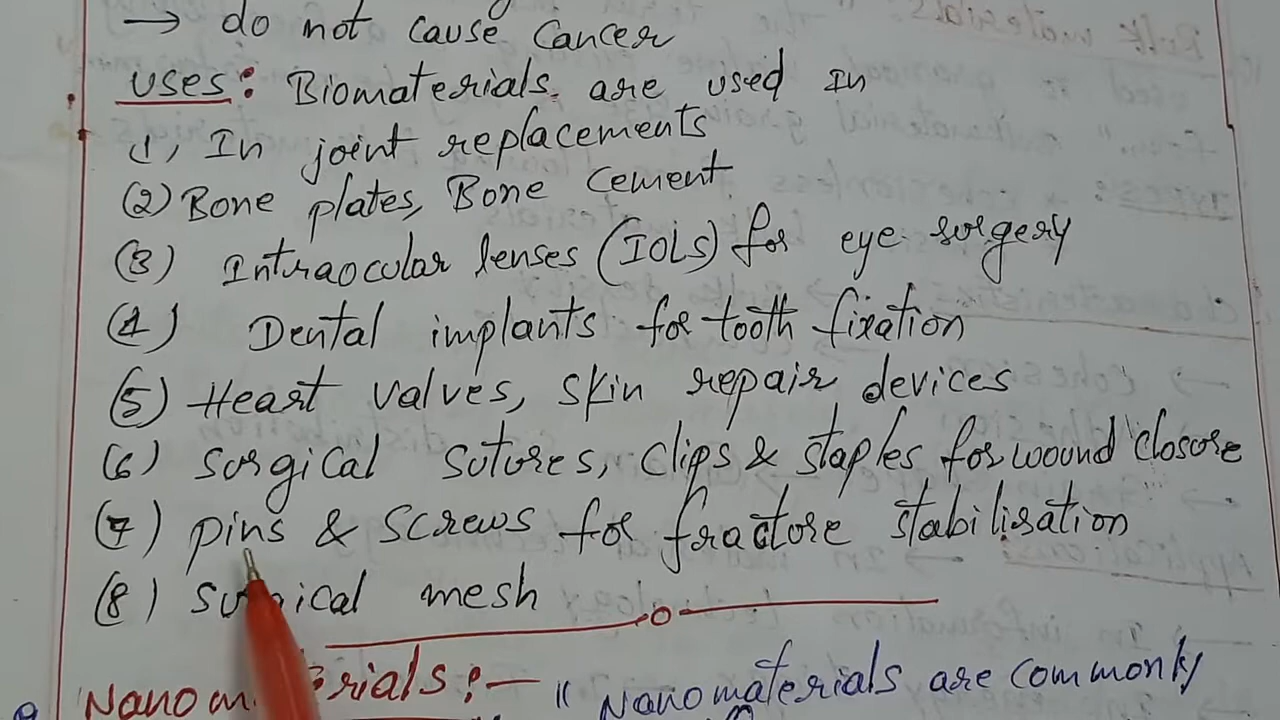 → do not cause cancer
Uses: Biomaterials are used In
(1) In joint replacements
(2) Bone plates, Bone cement
(3) Intraocular lenses (IOLs) for eye surgery
(4) Dental implants for tooth fixation
(5) Heart valves, skin repair devices
(6) Surgical sutures, clips & staples for wound closure
(7) pins & screws for fracture stabilisation
(8) mesh
:— " Nanomaterials are commonly